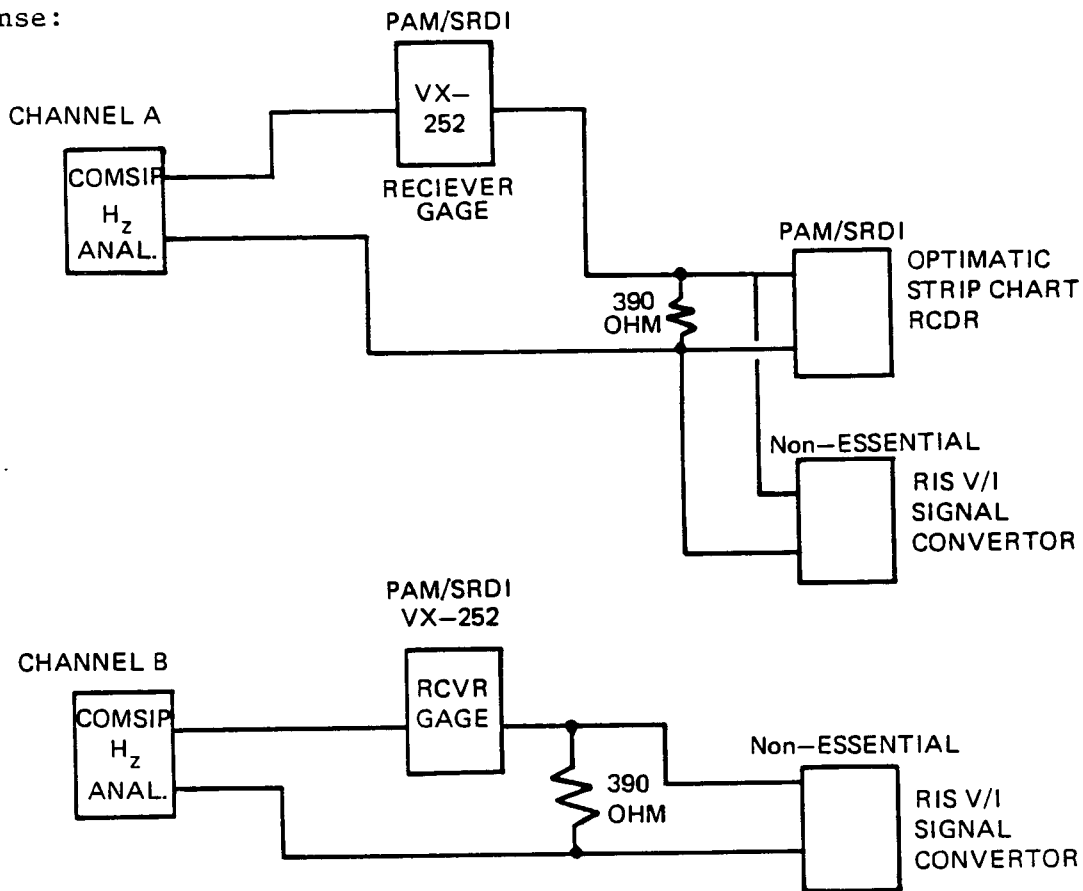 nse:
PAM/SRDI
VX–
252
RECIEVER
GAGE
CHANNEL A
COMSIP
Hz
ANAL.
390
OHM
PAM/SRDI
OPTIMATIC
STRIP CHART
RCDR
Non–ESSENTIAL
RIS V/I
SIGNAL
CONVERTOR
PAM/SRDI
VX–252
RCVR
GAGE
CHANNEL B
COMSIP
Hz
ANAL.
390
OHM
Non–ESSENTIAL
RIS V/I
SIGNAL
CONVERTOR